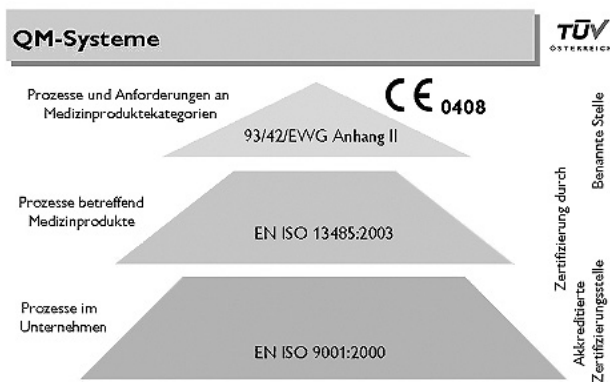 QM-Systeme
TÜV
ÖSTERREICH
Prozesse und Anforderungen an
Medizinproduktekategorien
CE 0408
93/42/EWG Anhang II
Prozesse betreffend
Medizinprodukte
EN ISO 13485:2003
Prozesse im
Unternehmen
EN ISO 9001:2000
Zertifizierung durch
Benannte Stelle
Akkreditierte
Zertifizierungsstelle